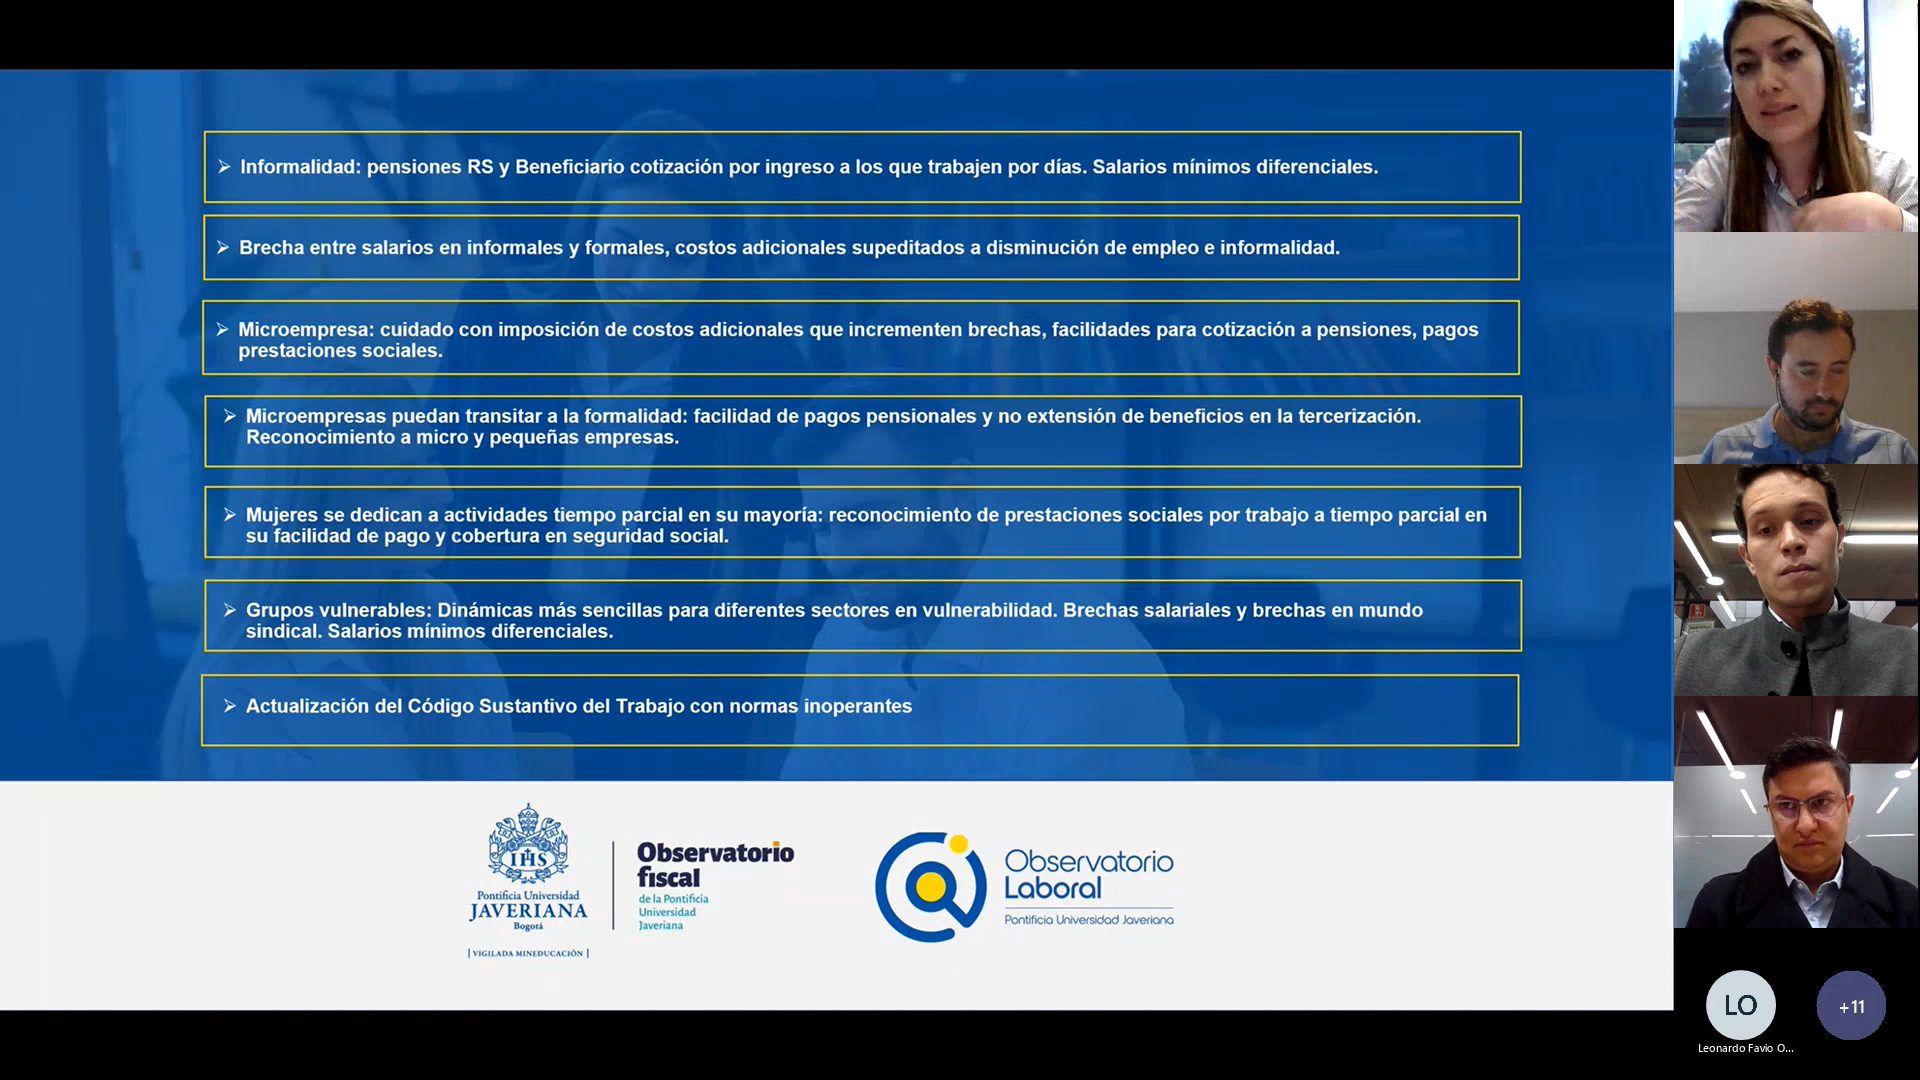 ➢ Informalidad: pensiones RS y Beneficiario cotización por ingreso a los que trabajen por días. Salarios mínimos diferenciales.
➢ Brecha entre salarios en informales y formales, costos adicionales supeditados a disminución de empleo e informalidad.
➢ Microempresa: cuidado con imposición de costos adicionales que incrementen brechas, facilidades para cotización a pensiones, pagos
prestaciones sociales.
➢ Microempresas puedan transitar a la formalidad: facilidad de pagos pensionales y no extensión de beneficios en la tercerización.
Reconocimiento a micro y pequeñas empresas.
➢ Mujeres se dedican a actividades tiempo parcial en su mayoría: reconocimiento de prestaciones sociales por trabajo a tiempo parcial en
su facilidad de pago y cobertura en seguridad social.
➢ Grupos vulnerables: Dinámicas más sencillas para diferentes sectores en vulnerabilidad. Brechas salariales y brechas en mundo
sindical. Salarios mínimos diferenciales.
➢ Actualización del Código Sustantivo del Trabajo con normas inoperantes
IHS
Pontificia Universidad
JAVERIANA
Bogotá
| VIGILADA MINEDUCACIÓN |
Observatorio
fiscal
de la Pontificia
Universidad
Javeriana
Observatorio
Laboral
Pontificia Universidad Javeriana
LO
+11
Leonardo Favio O...